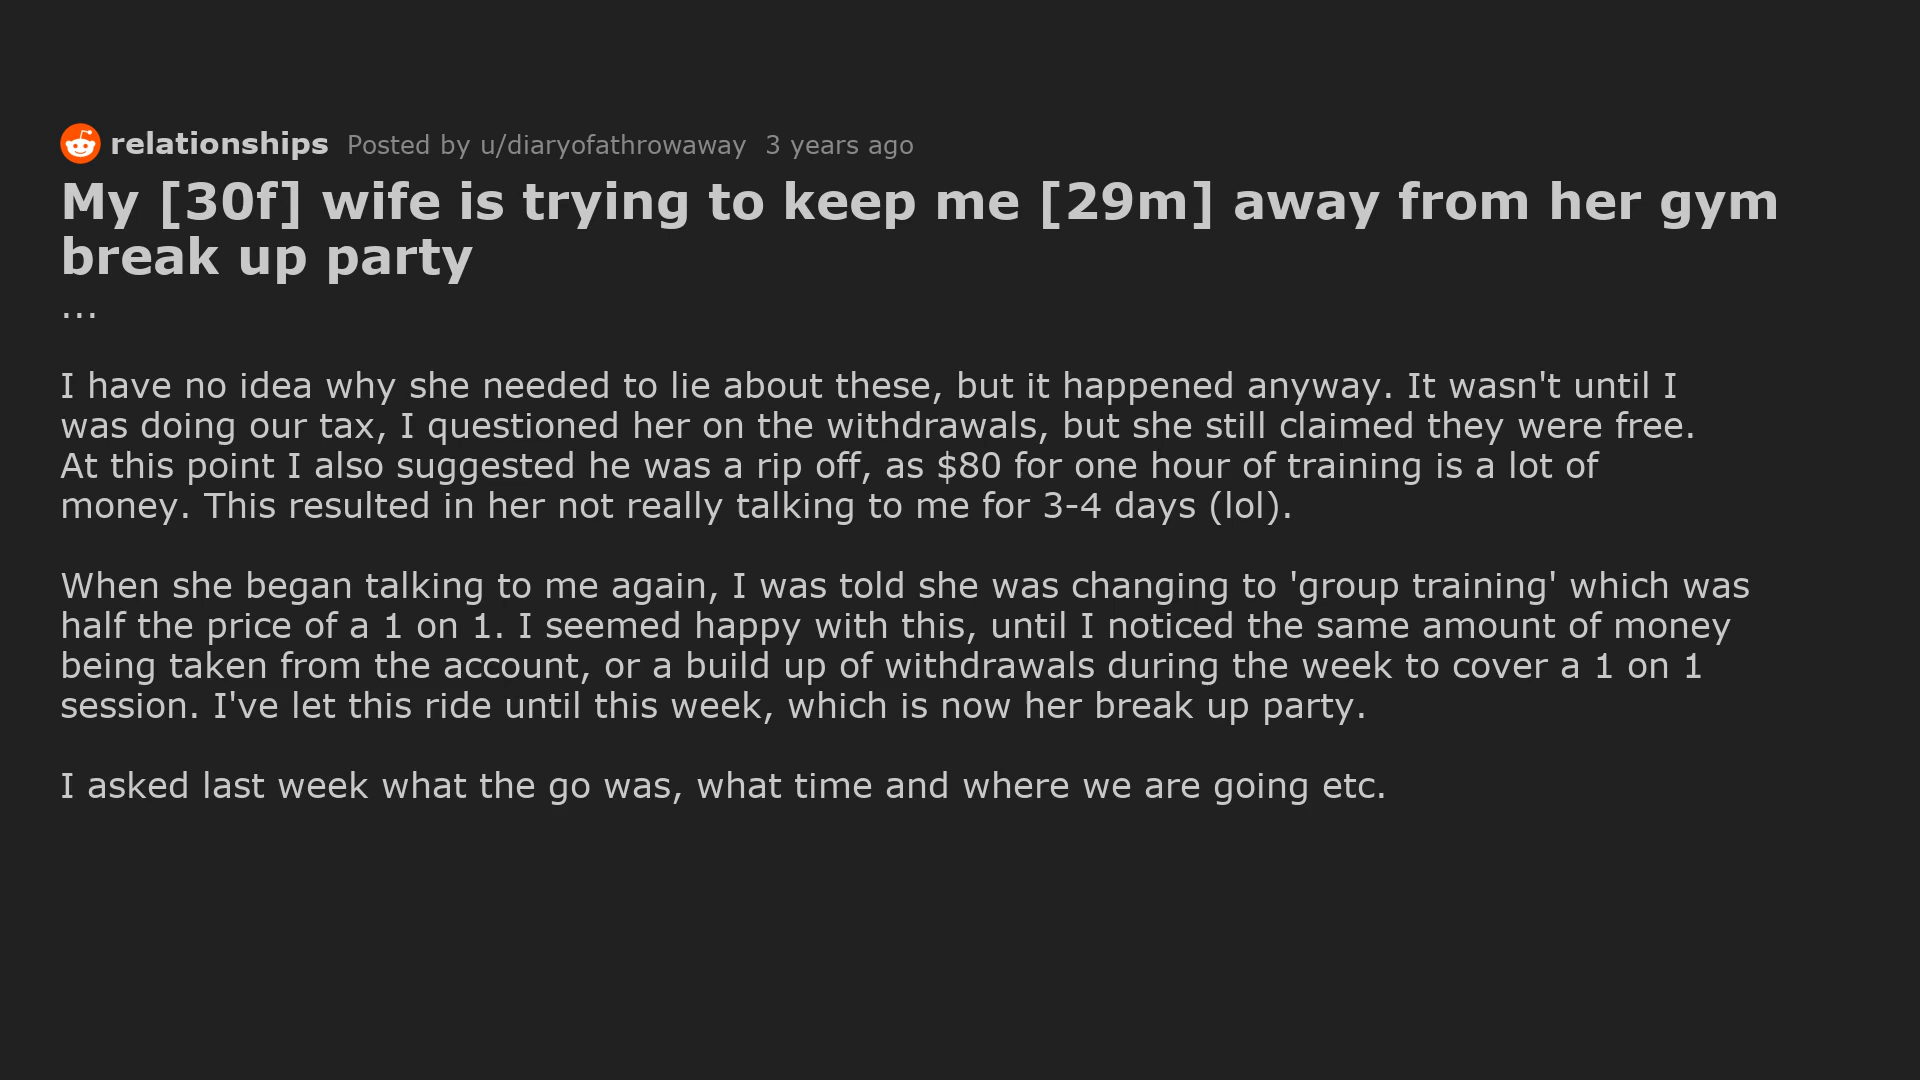 relationships Posted by u/diaryofathrowaway 3 years ago
My [30f] wife is trying to keep me [29m] away from her gym
break up party
...
I have no idea why she needed to lie about these, but it happened anyway. It wasn't until I
was doing our tax, I questioned her on the withdrawals, but she still claimed they were free.
At this point I also suggested he was a rip off, as $80 for one hour of training is a lot of
money. This resulted in her not really talking to me for 3-4 days (lol).
When she began talking to me again, I was told she was changing to 'group training' which was
half the price of a 1 on 1. I seemed happy with this, until I noticed the same amount of money
being taken from the account, or a build up of withdrawals during the week to cover a 1 on 1
session. I've let this ride until this week, which is now her break up party.
I asked last week what the go was, what time and where we are going etc.